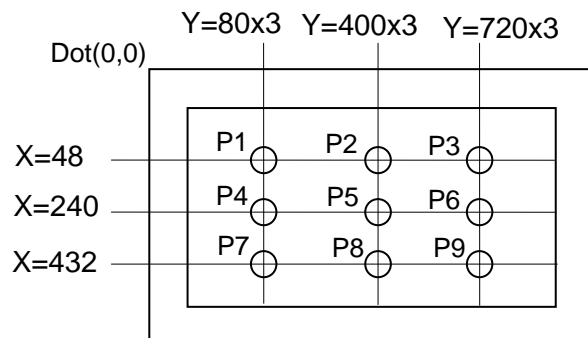 Y=80x3 Y=400x3 Y=720x3
Dot(0,0)
X=48 P1 P2 P3
X=240 P4 P5 P6
X=432 P7 P8 P9